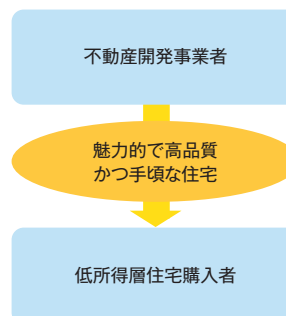 不動産開発事業者
魅力的で高品質
かつ手頃な住宅
低所得層住宅購入者